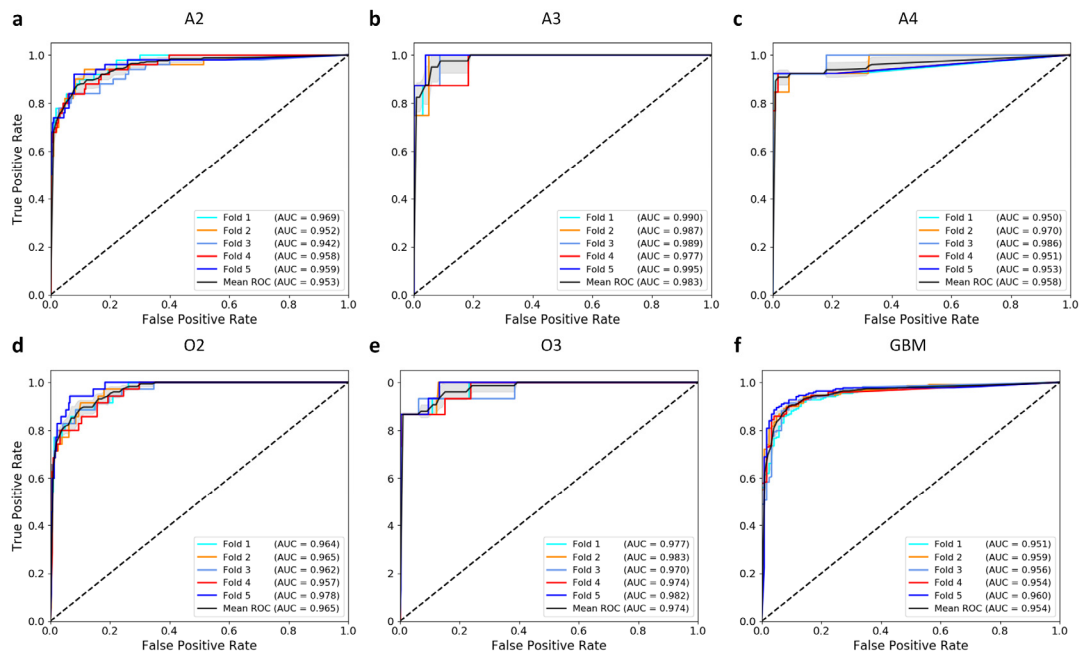 a A2
b A3
c A4
True Positive Rate
1.0
0.8
0.6
0.4
0.2
0.0
Fold 1 (AUC = 0.969)
Fold 2 (AUC = 0.952)
Fold 3 (AUC = 0.942)
Fold 4 (AUC = 0.958)
Fold 5 (AUC = 0.959)
Mean ROC (AUC = 0.953)
0.0 0.2 0.4 0.6 0.8 1.0
False Positive Rate
1.0
0.8
0.6
0.4
0.2
0.0
Fold 1 (AUC = 0.990)
Fold 2 (AUC = 0.987)
Fold 3 (AUC = 0.989)
Fold 4 (AUC = 0.977)
Fold 5 (AUC = 0.995)
Mean ROC (AUC = 0.983)
0.0 0.2 0.4 0.6 0.8 1.0
False Positive Rate
1.0
0.8
0.6
0.4
0.2
0.0
Fold 1 (AUC = 0.950)
Fold 2 (AUC = 0.970)
Fold 3 (AUC = 0.986)
Fold 4 (AUC = 0.951)
Fold 5 (AUC = 0.953)
Mean ROC (AUC = 0.958)
0.0 0.2 0.4 0.6 0.8 1.0
False Positive Rate
d O2
e O3
f GBM
True Positive Rate
0
0.8
0.6
4
2
0
Fold 1 (AUC = 0.964)
Fold 2 (AUC = 0.965)
Fold 3 (AUC = 0.962)
Fold 4 (AUC = 0.957)
Fold 5 (AUC = 0.978)
Mean ROC (AUC = 0.965)
0.0 0.2 0.4 0.6 0.8 1.0
False Positive Rate
0
8
6
4
2
0
Fold 1 (AUC = 0.977)
Fold 2 (AUC = 0.983)
Fold 3 (AUC = 0.970)
Fold 4 (AUC = 0.974)
Fold 5 (AUC = 0.982)
Mean ROC (AUC = 0.974)
0.0 0.2 0.4 0.6 0.8 1.0
False Positive Rate
1.0
0.8
0.6
0.4
0.2
0.0
Fold 1 (AUC = 0.951)
Fold 2 (AUC = 0.959)
Fold 3 (AUC = 0.956)
Fold 4 (AUC = 0.954)
Fold 5 (AUC = 0.960)
Mean ROC (AUC = 0.954)
0.0 0.2 0.4 0.6 0.8 1.0
False Positive Rate